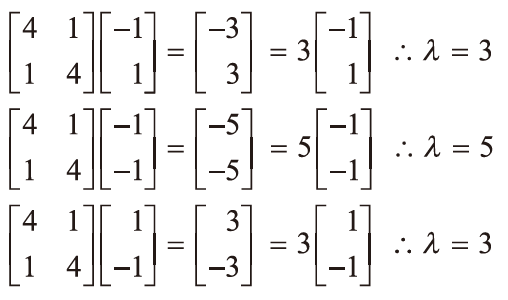 [4 1; 1 4][−1; 1] = [−3; 3] = 3[−1; 1] ∴ λ = 3
[4 1; 1 4][−1; −1] = [−5; −5] = 5[−1; −1] ∴ λ = 5
[4 1; 1 4][1; −1] = [3; −3] = 3[1; −1] ∴ λ = 3